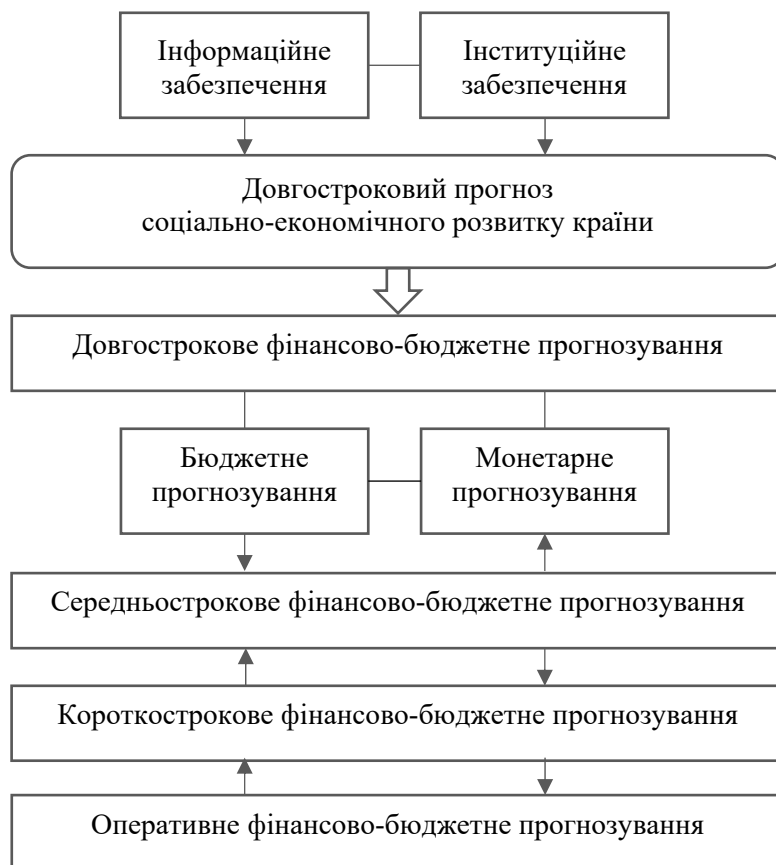 Інформаційне
забезпечення
Інституційне
забезпечення
Довгостроковий прогноз
соціально-економічного розвитку країни
Довгострокове фінансово-бюджетне прогнозування
Бюджетне
прогнозування
Монетарне
прогнозування
Середньострокове фінансово-бюджетне прогнозування
Короткострокове фінансово-бюджетне прогнозування
Оперативне фінансово-бюджетне прогнозування